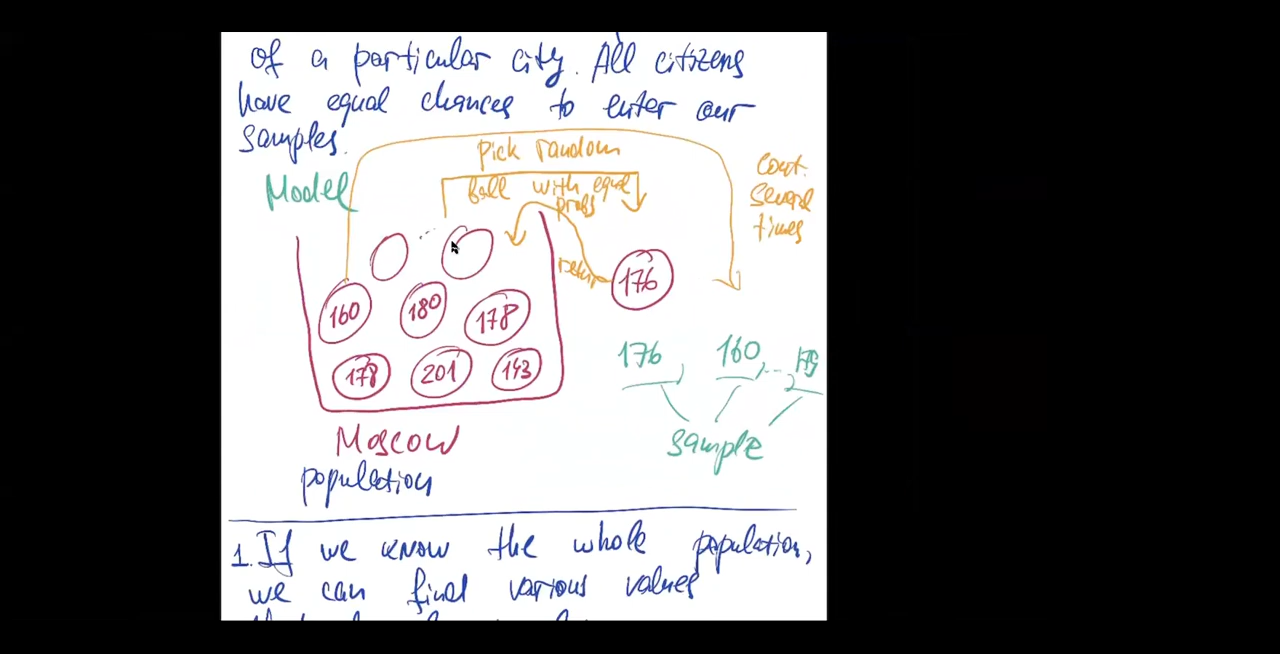 of a particular city. All citizens
have equal chances to enter our
samples.
Model
Pick random
ball with equal
probs
Cont.
several
times
return
176
160
180
178
178
201
143
176, 160, ...,
sample
Moscow
population
1. If we know the whole population,
we can find various values